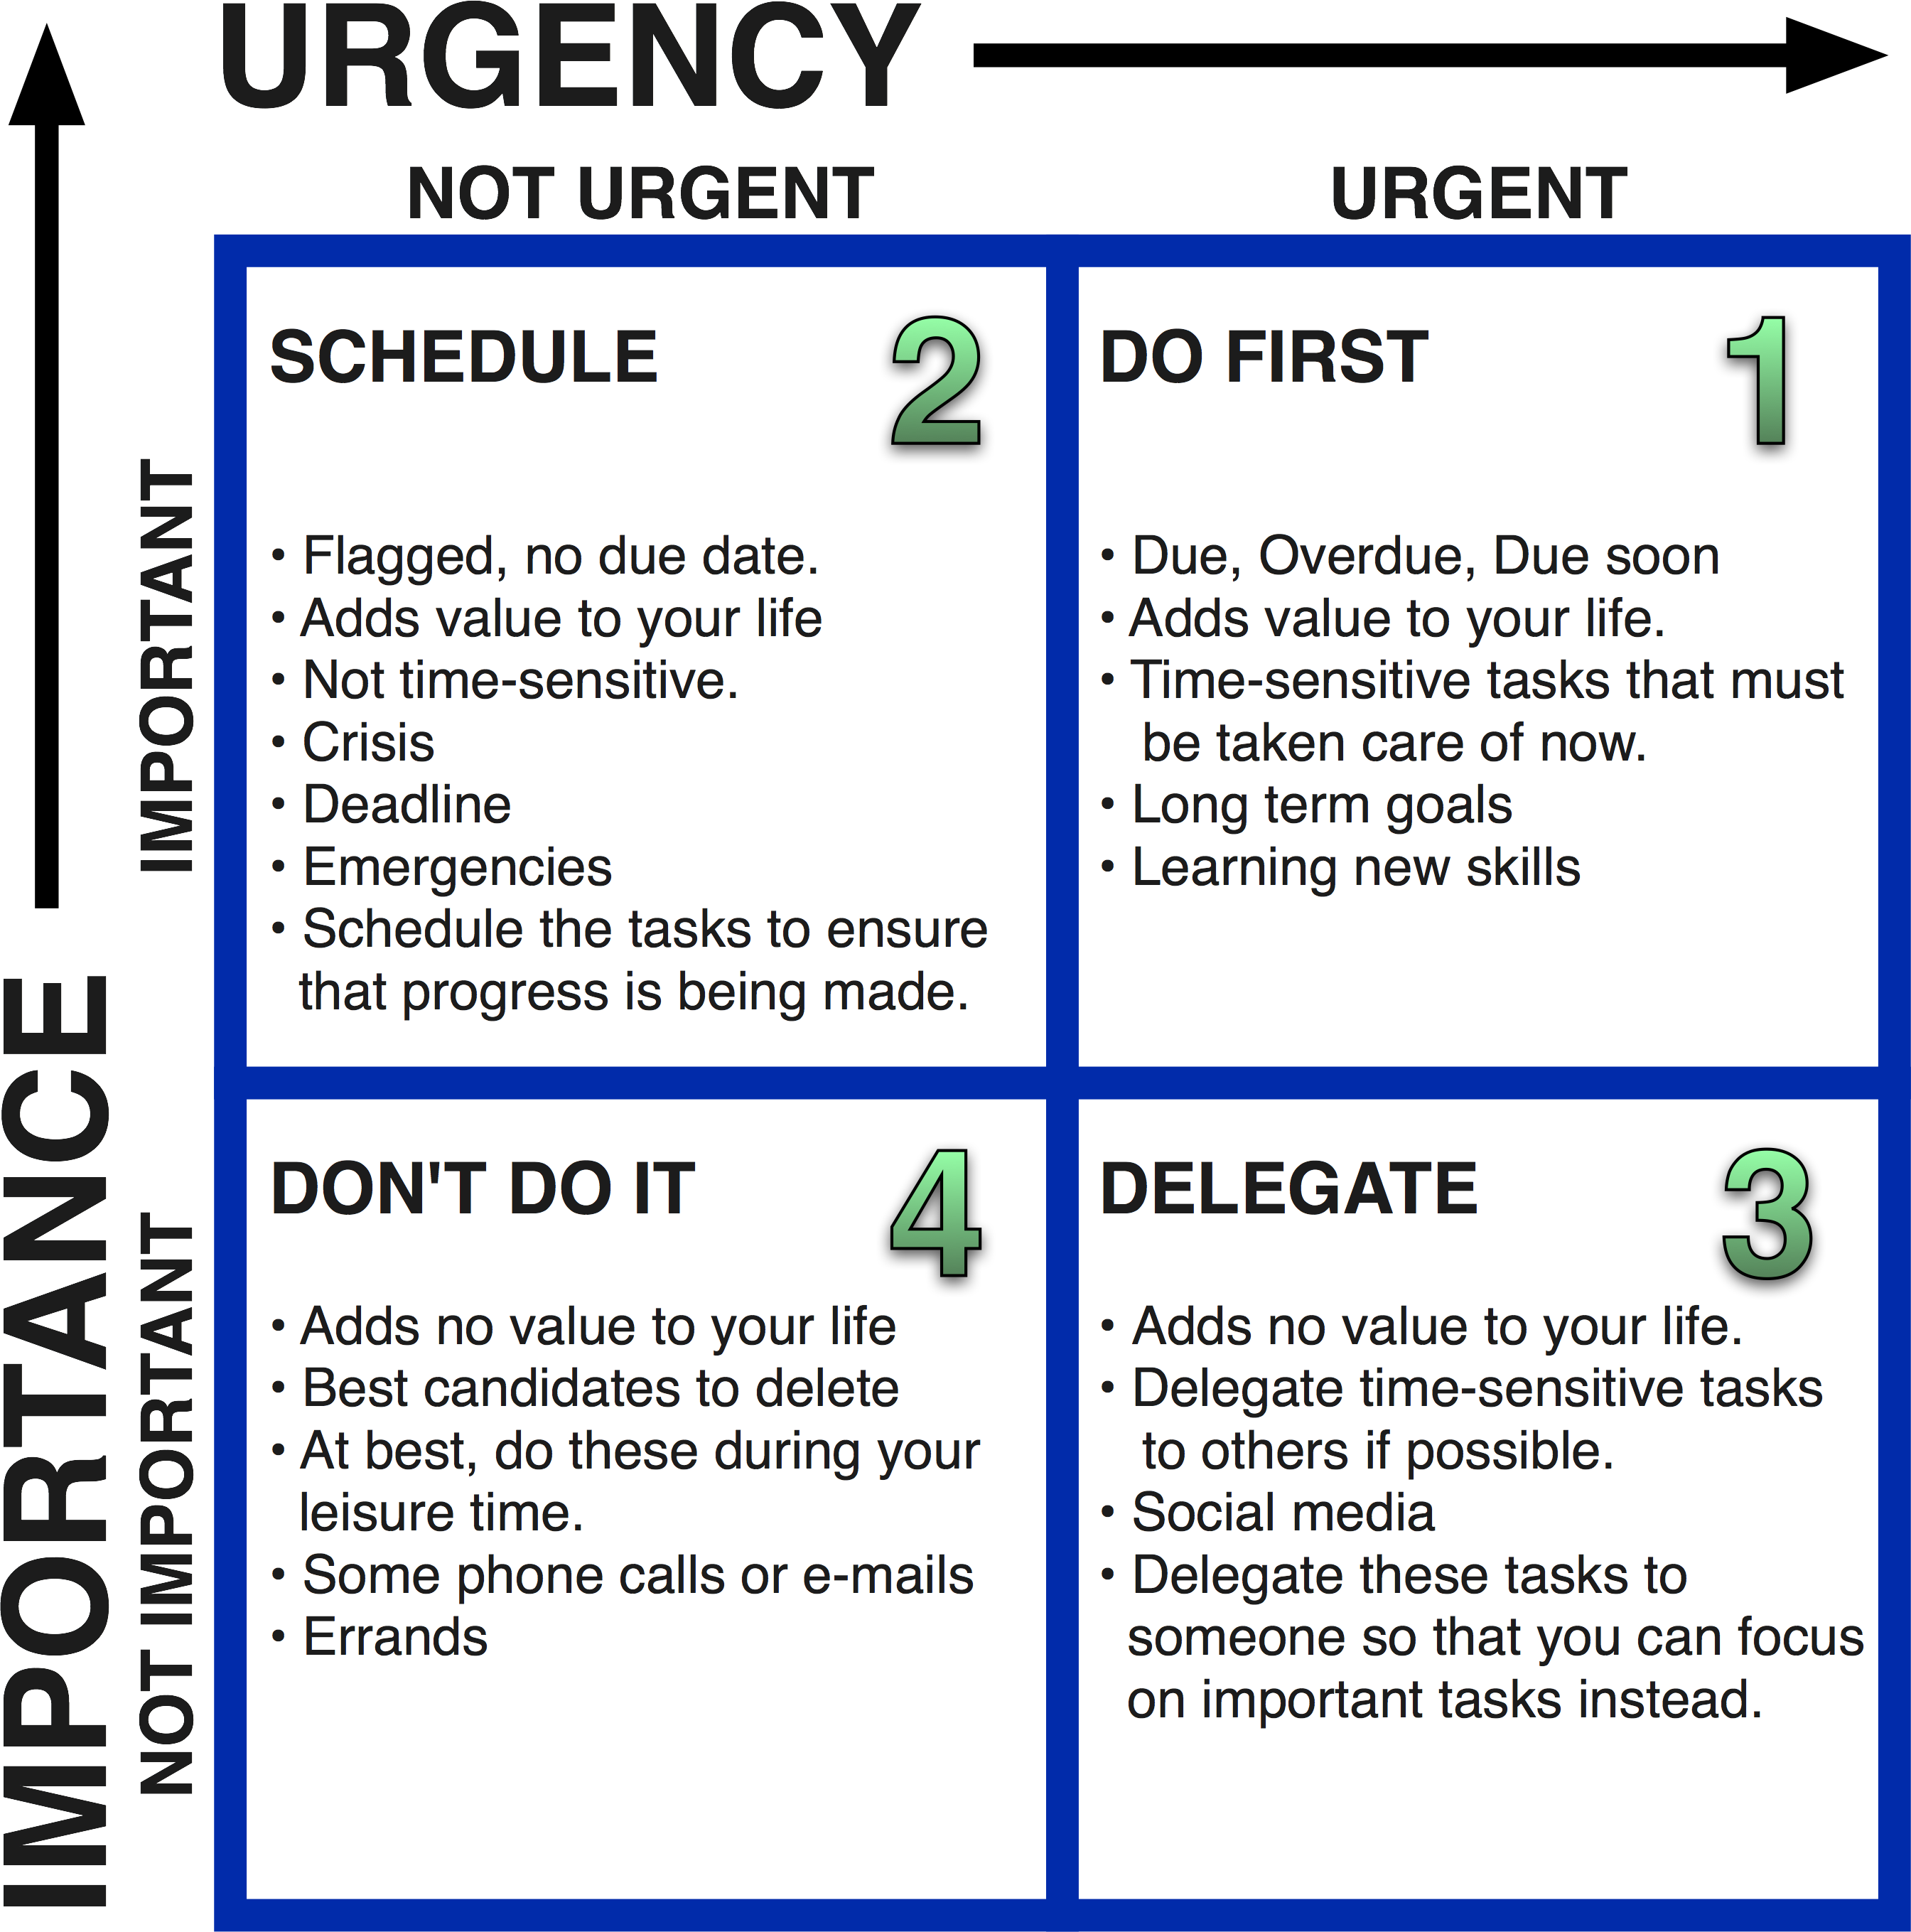 URGENCY
NOT URGENT
URGENT
IMPORTANCE
IMPORTANT
SCHEDULE
2
• Flagged, no due date.
• Adds value to your life
• Not time-sensitive.
• Crisis
• Deadline
• Emergencies
• Schedule the tasks to ensure
that progress is being made.
DO FIRST
1
• Due, Overdue, Due soon
• Adds value to your life.
• Time-sensitive tasks that must
be taken care of now.
• Long term goals
• Learning new skills
NOT IMPORTANT
DON'T DO IT
4
• Adds no value to your life
• Best candidates to delete
• At best, do these during your
leisure time.
• Some phone calls or e-mails
• Errands
DELEGATE
3
• Adds no value to your life.
• Delegate time-sensitive tasks
to others if possible.
• Social media
• Delegate these tasks to
someone so that you can focus
on important tasks instead.